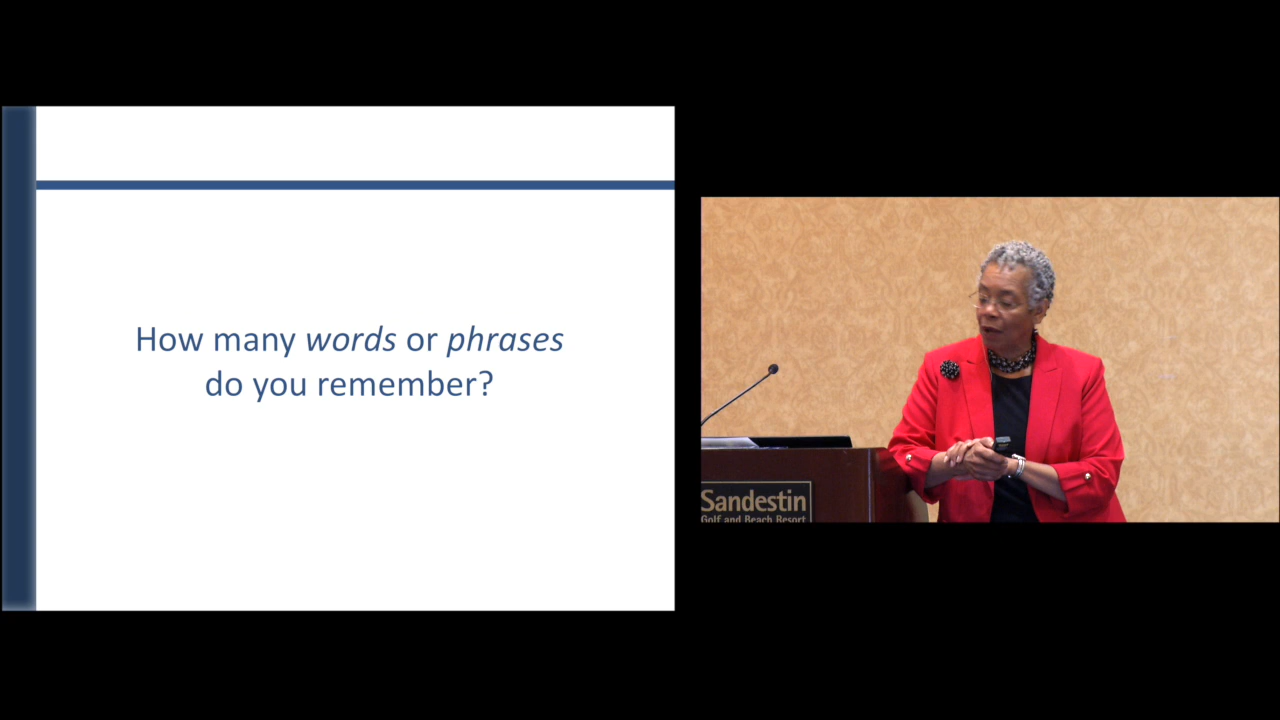 How many words or phrases
do you remember?
Sandestin
Golf and Beach Resort